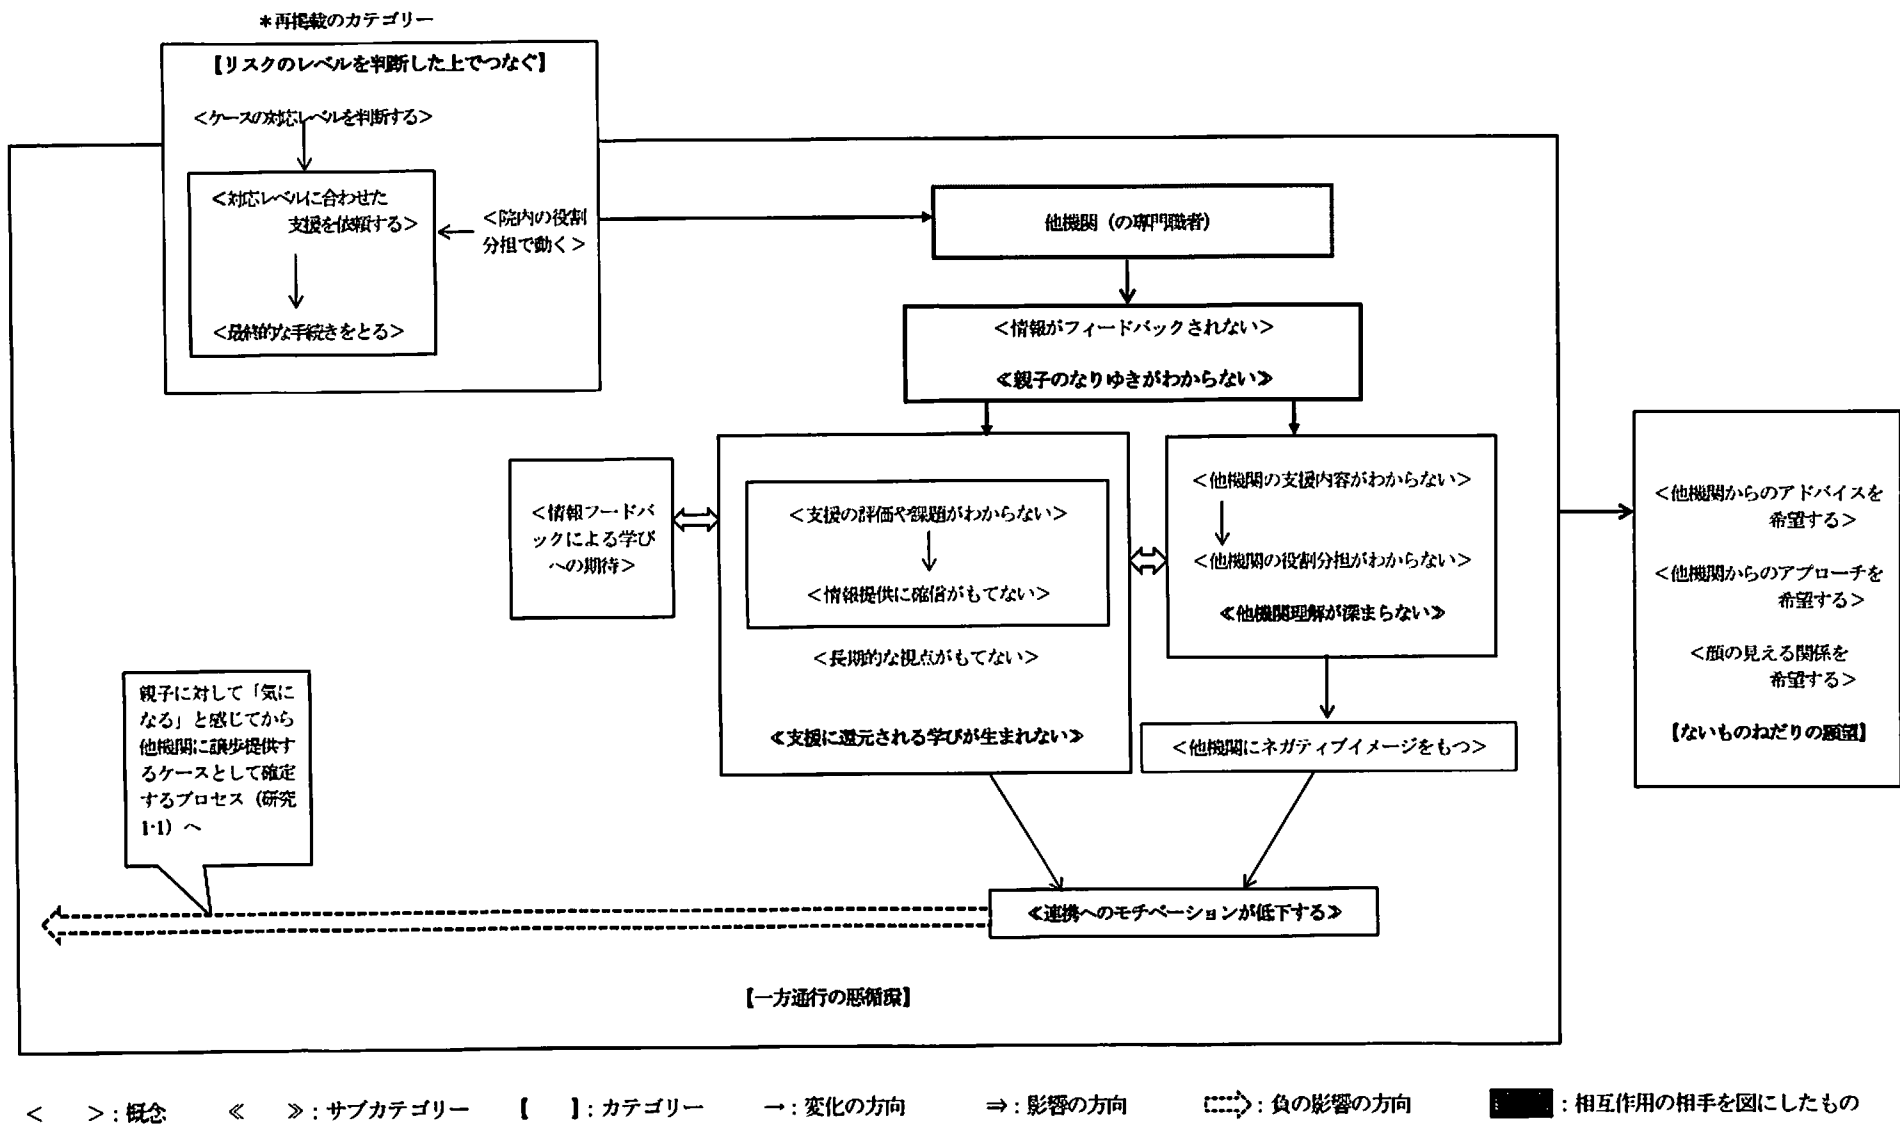 ＊再掲載のカテゴリー
【リスクのレベルを判断した上でつなぐ】
＜ケースの対応レベルを判断する＞
＜対応レベルに合わせた
支援を依頼する＞
＜最終的な手続きをとる＞
＜院内の役割
分担で動く＞
他機関（の専門職者）
＜情報がフィードバックされない＞
≪親子のなりゆきがわからない≫
＜情報フードバ
ックによる学び
への期待＞
＜支援の評価や課題がわからない＞
＜情報提供に確信がもてない＞
＜長期的な視点がもてない＞
≪支援に還元される学びが生まれない≫
＜他機関の支援内容がわからない＞
＜他機関の役割分担がわからない＞
≪他機関理解が深まらない≫
＜他機関にネガティブイメージをもつ＞
＜他機関からのアドバイスを
希望する＞
＜他機関からのアプローチを
希望する＞
＜顔の見える関係を
希望する＞
【ないものねだりの願望】
親子に対して「気に
なる」と感じてから
他機関に譲歩提供す
るケースとして確定
するプロセス（研究
1-1）へ
≪連携へのモチベーションが低下する≫
【一方通行の悪循環】
＜　＞：概念　≪　≫：サブカテゴリー　【　】：カテゴリー　→：変化の方向　⇒：影響の方向　：負の影響の方向　：相互作用の相手を図にしたもの